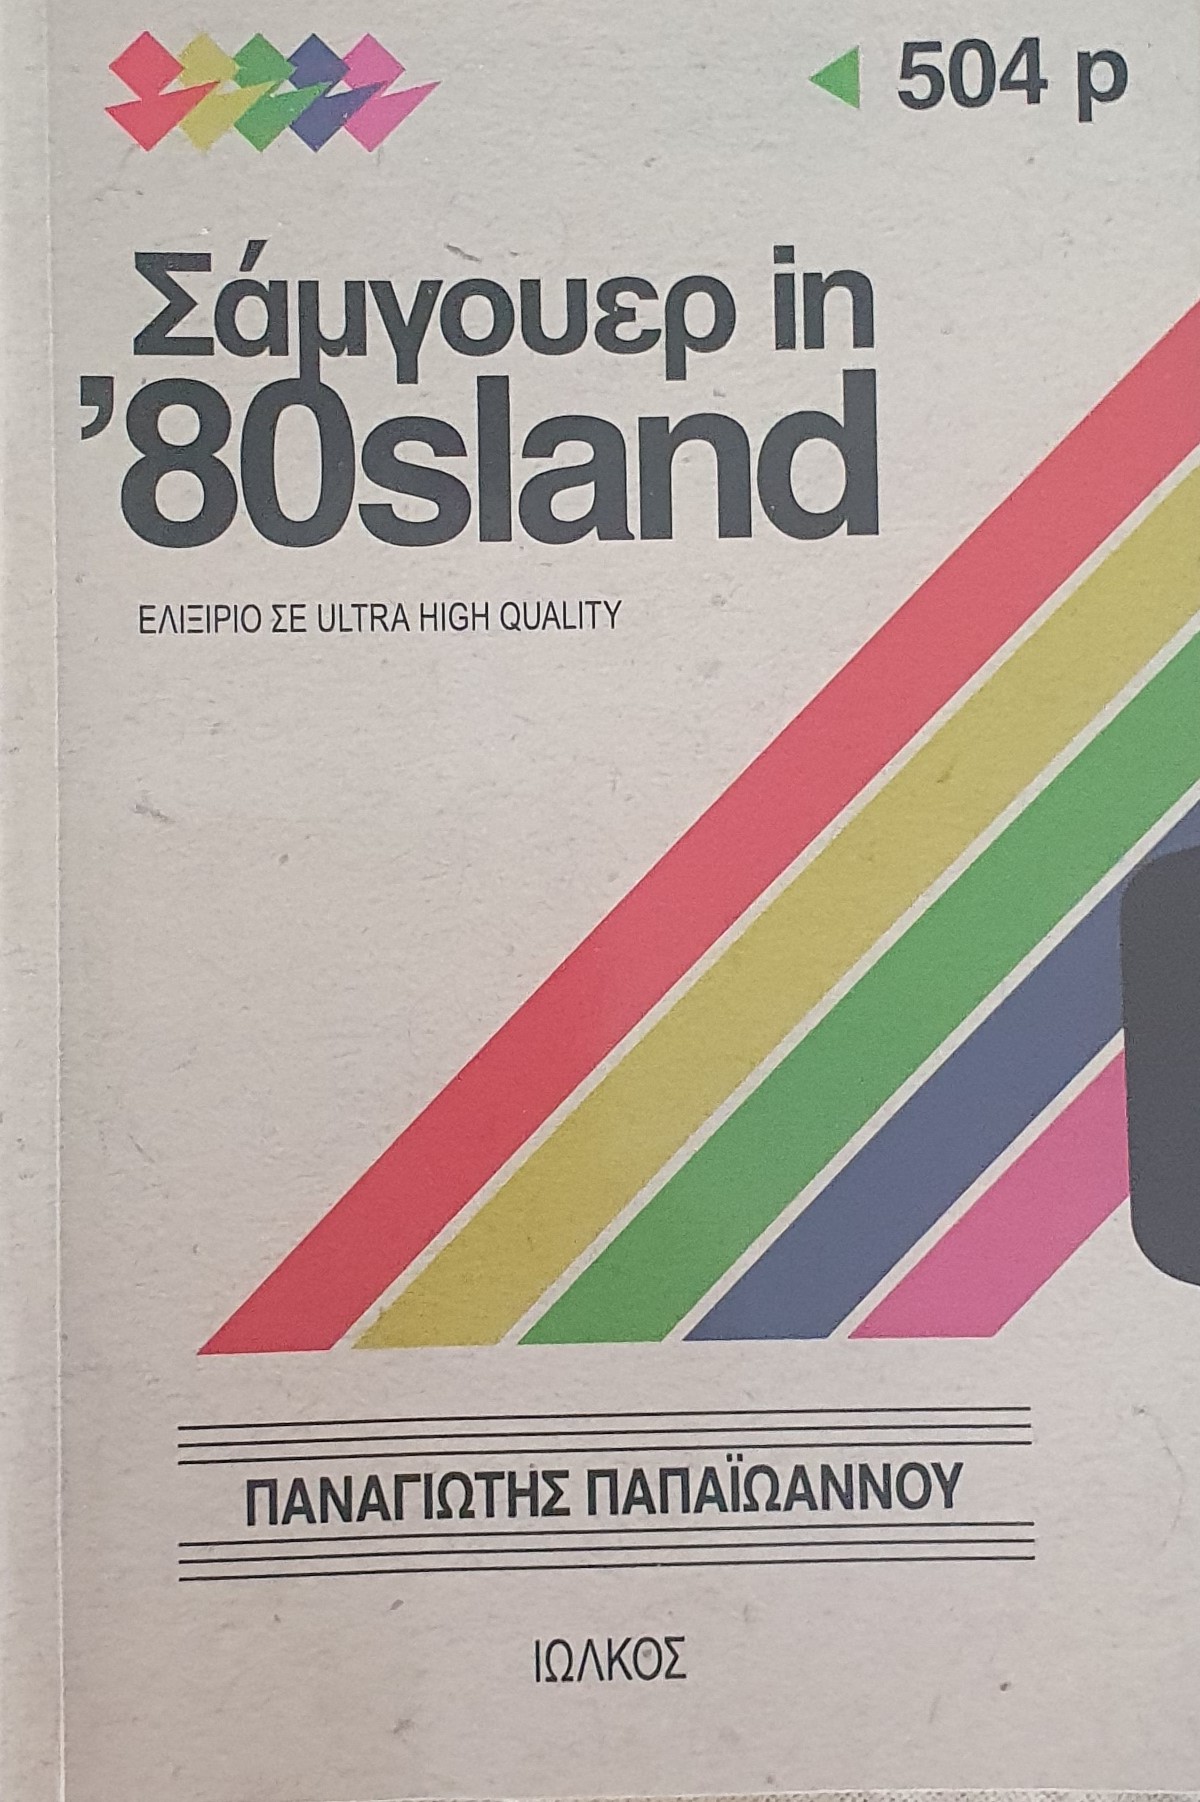 504 p
Σάμγουερ in
’80sland
ΕΛΙΞΙΡΙΟ ΣΕ ULTRA HIGH QUALITY
ΠΑΝΑΓΙΩΤΗΣ ΠΑΠΑΪΩΑΝΝΟΥ
ΙΩΛΚΟΣ